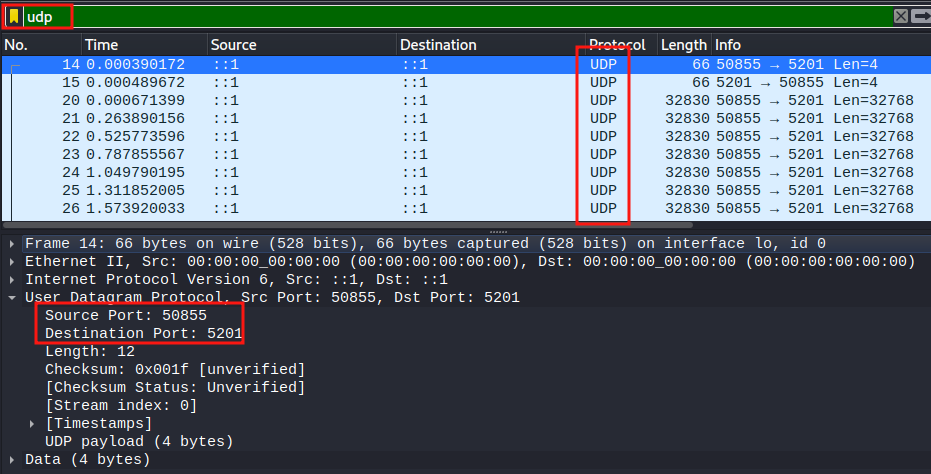 udp
No. Time Source Destination Protocol Length Info
14 0.000390172 ::1 ::1 UDP 66 50855 → 5201 Len=4
15 0.000489672 ::1 ::1 UDP 66 5201 → 50855 Len=4
20 0.000671399 ::1 ::1 UDP 32830 50855 → 5201 Len=32768
21 0.263890156 ::1 ::1 UDP 32830 50855 → 5201 Len=32768
22 0.525773596 ::1 ::1 UDP 32830 50855 → 5201 Len=32768
23 0.787855567 ::1 ::1 UDP 32830 50855 → 5201 Len=32768
24 1.049790195 ::1 ::1 UDP 32830 50855 → 5201 Len=32768
25 1.311852005 ::1 ::1 UDP 32830 50855 → 5201 Len=32768
26 1.573920033 ::1 ::1 UDP 32830 50855 → 5201 Len=32768
Frame 14: 66 bytes on wire (528 bits), 66 bytes captured (528 bits) on interface lo, id 0
Ethernet II, Src: 00:00:00_00:00:00 (00:00:00:00:00:00), Dst: 00:00:00_00:00:00 (00:00:00:00:00:00)
Internet Protocol Version 6, Src: ::1, Dst: ::1
User Datagram Protocol, Src Port: 50855, Dst Port: 5201
Source Port: 50855
Destination Port: 5201
Length: 12
Checksum: 0x001f [unverified]
[Checksum Status: Unverified]
[Stream index: 0]
[Timestamps]
UDP payload (4 bytes)
Data (4 bytes)